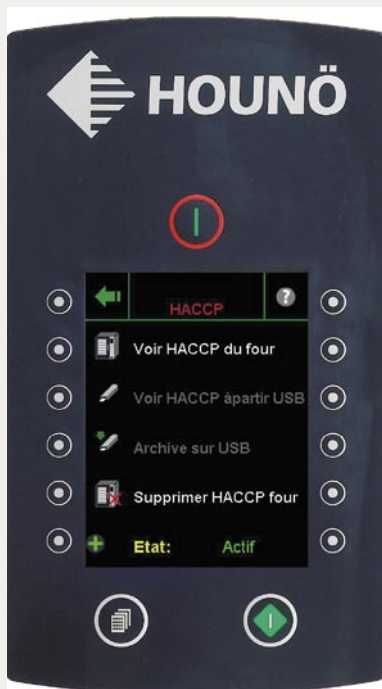 HOUNÖ
HACCP
?
Voir HACCP du four
Voir HACCP àpartir USB
Archive sur USB
Supprimer HACCP four
Etat: Actif